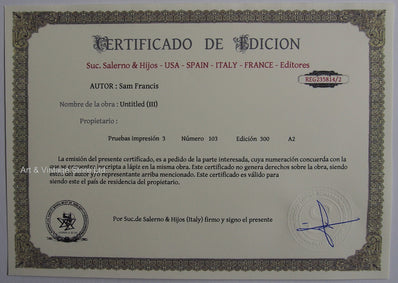 CERTIFICADO DE EDICION
Suc. Salerno & Hijos - USA - SPAIN - ITALY - FRANCE - Editores
REG235814/2
AUTOR : Sam Francis
Nombre de la obra : Untitled (III)
Propietario :
Pruebas impresión 3 Número 103 Edición 500 A2
La emisión del presente certificado, es a pedido de la parte interesada, cuya numeración concuerda con la
que se encuentra inscripta a lápiz en la misma obra. Este certificado no genera derechos sobre la obra, siendo
este, del autor y/o representante arriba mencionado. Este certificado es válido para
siendo este el país de residencia del propietario.
Art &
Por Suc.de Salerno & Hijos (Italy) firmo y signo el presente